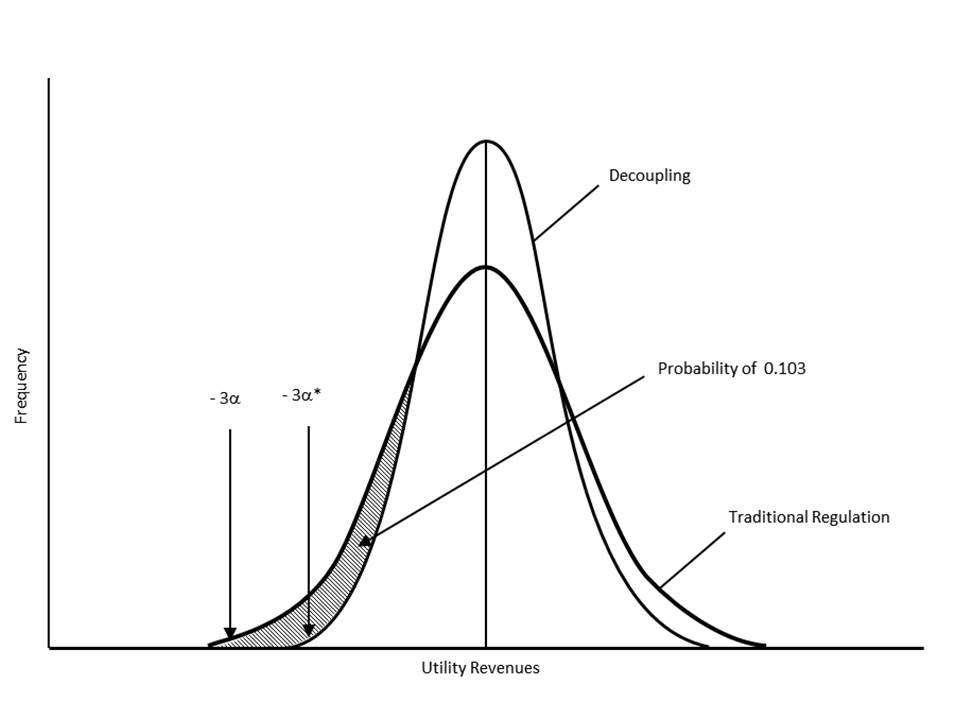 Decoupling
Probability of 0.103
- 3α
- 3α*
Frequency
Traditional Regulation
Utility Revenues